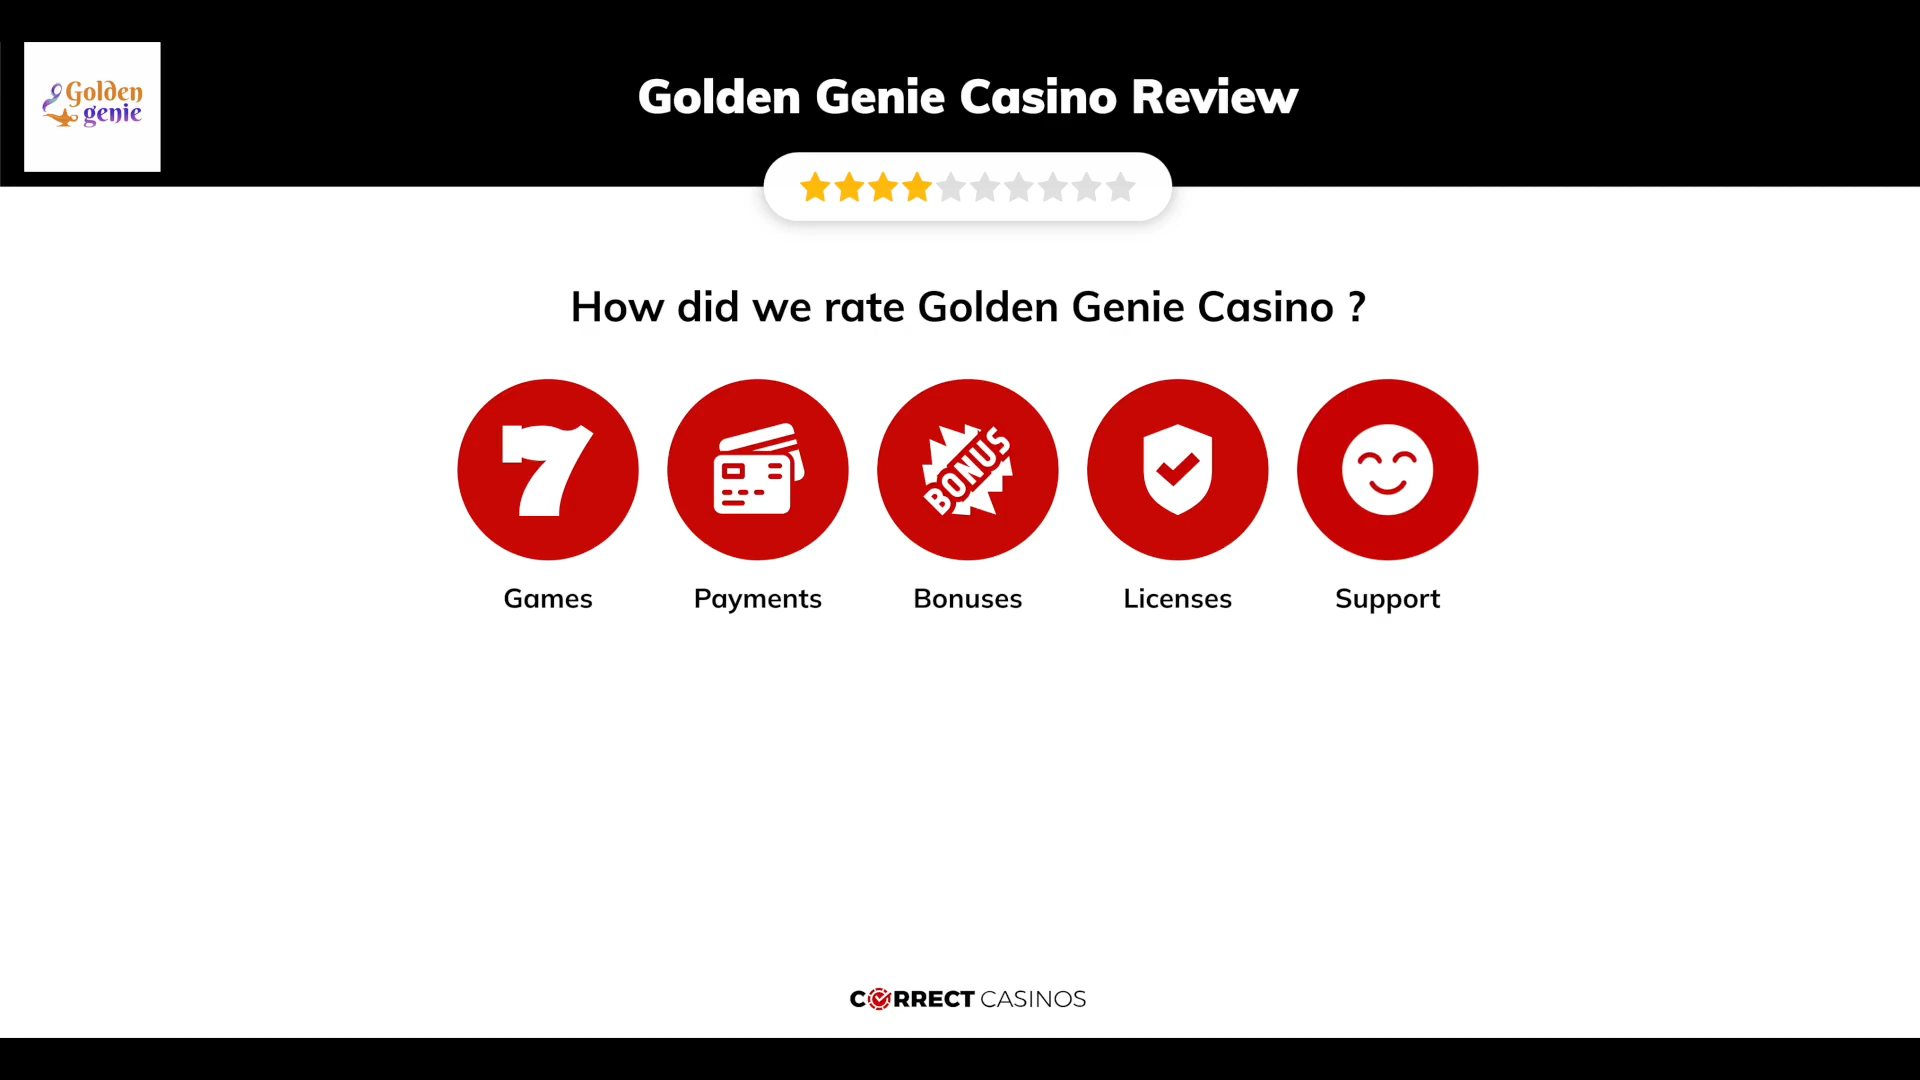 Golden
genie
Golden Genie Casino Review
How did we rate Golden Genie Casino ?
7
BONUS
Games
Payments
Bonuses
Licenses
Support
CORRECT CASINOS